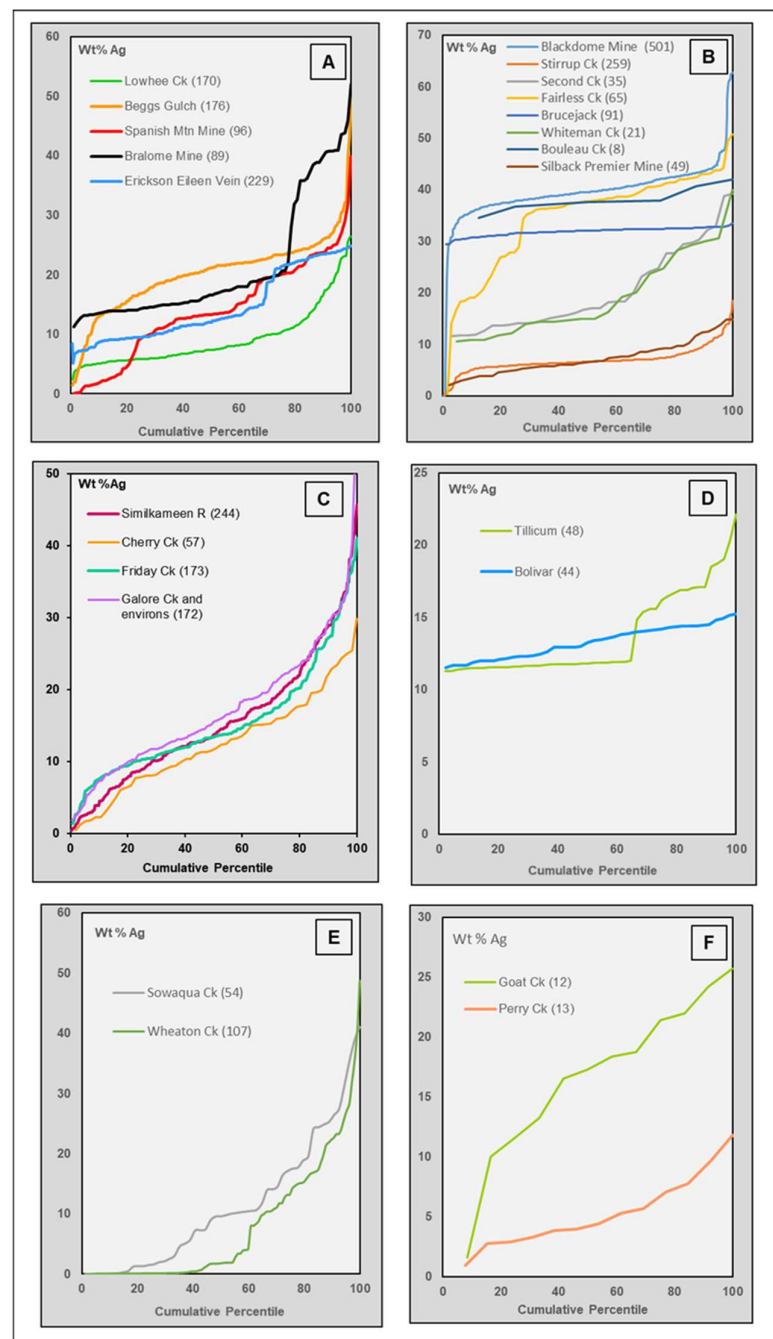 Wt% Ag
A
Lowhee Ck (170)
Beggs Gulch (176)
Spanish Mtn Mine (96)
Bralorne Mine (89)
Erickson Eileen Vein (229)
60
50
40
30
20
10
0
0 20 40 60 80 100
Cumulative Percentile
Wt% Ag
B
Blackdome Mine (501)
Stirrup Ck (259)
Second Ck (35)
Fairless Ck (65)
Brucejack (91)
Whiteman Ck (21)
Bouleau Ck (8)
Silback Premier Mine (49)
70
60
50
40
30
20
10
0
0 20 40 60 80 100
Cumulative Percentile
Wt %Ag
C
Similkameen R (244)
Cherry Ck (57)
Friday Ck (173)
Galore Ck and
environs (172)
50
40
30
20
10
0
0 20 40 60 80 100
Cumulative Percentile
Wt% Ag
D
Tillicum (48)
Bolivar (44)
25
20
15
10
5
0
0 20 40 60 80 100
Cumulative Percentile
Wt % Ag
E
Sowaqua Ck (54)
Wheaton Ck (107)
60
50
40
30
20
10
0
0 20 40 60 80 100
Cumulative Percentile
Wt % Ag
F
Goat Ck (12)
Perry Ck (13)
30
25
20
15
10
5
0
0 20 40 60 80 100
Cumulative Percentile